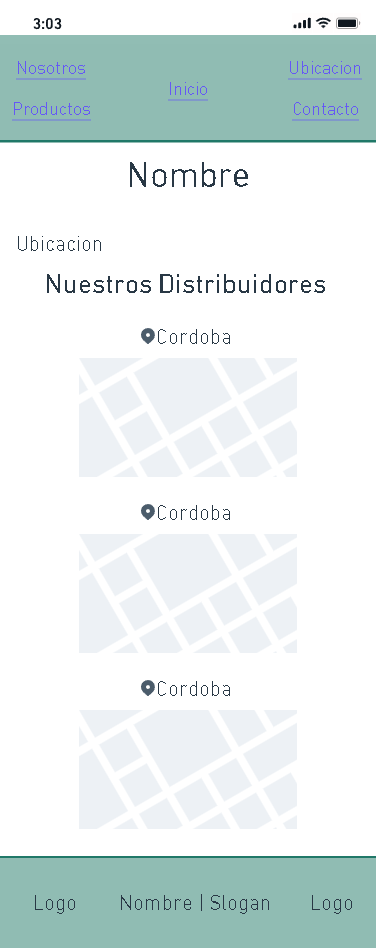 3:03
Nosotros
Ubicacion
Inicio
Productos
Contacto
Nombre
Ubicacion
Nuestros Distribuidores
Cordoba
Cordoba
Cordoba
Logo Nombre | Slogan Logo